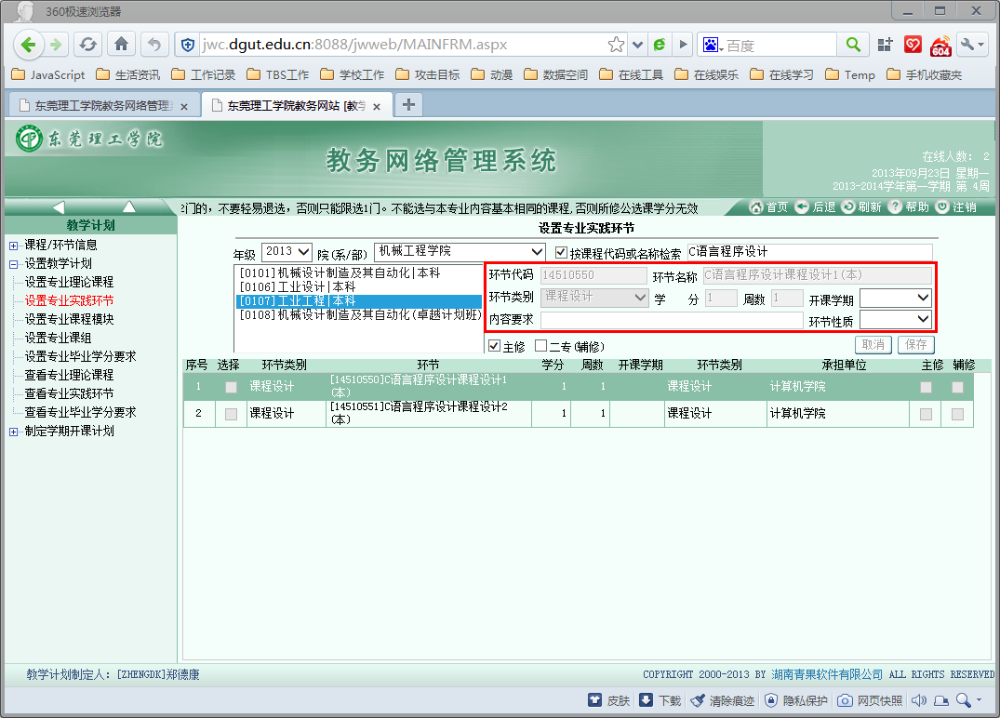 360极速浏览器
jwc.dgut.edu.cn:8088/jwweb/MAINFRM.aspx
百度
604
JavaScript 生活资讯 工作记录 TBS工作 学校工作 攻击目标 动漫 数据空间 在线工具 在线娱乐 在线学习 Temp 手机收藏夹
东莞理工学院教务网络管理 东莞理工学院教务网站 [教学
东莞理工学院
教务网络管理系统
在线人数: 2
2013年09月23日 星期一
2013-2014学年第一学期 第 4周
门的, 不要轻易退选, 否则只能限选1门。不能选与本专业内容基本相同的课程, 否则所修公选课学分无效
首页 后退 刷新 帮助 注销
教学计划
课程/环节信息
设置教学计划
设置专业理论课程
设置专业实践环节
设置专业课程模块
设置专业课组
设置专业毕业学分要求
查看专业理论课程
查看专业实践环节
查看专业毕业学分要求
制定学期开课计划
设置专业实践环节
年级 2013 院(系/部) 机械工程学院 按课程代码或名称检索 C语言程序设计
[0101]机械设计制造及其自动化|本科
[0106]工业设计|本科
[0107]工业工程|本科
[0108]机械设计制造及其自动化(卓越计划班)
环节代码 14510550 环节名称 C语言程序设计课程设计1(本)
环节类别 课程设计 学 分 1 周数 1 开课学期
内容要求 环节性质
主修 二专(辅修) 取消 保存
序号 选择 环节类别 环节 学分 周数 开课学期 环节类别 承担单位 主修 辅修
1 课程设计 [14510550]C语言程序设计课程设计1(本) 1 1 课程设计 计算机学院
2 课程设计 [14510551]C语言程序设计课程设计2(本) 1 1 课程设计 计算机学院
教学计划制定人: [ZHENGDK]郑德康
COPYRIGHT 2000-2013 BY 湖南青果软件有限公司 ALL RIGHTS RESERVED
皮肤 下载 清除痕迹 隐私保护 网页快照